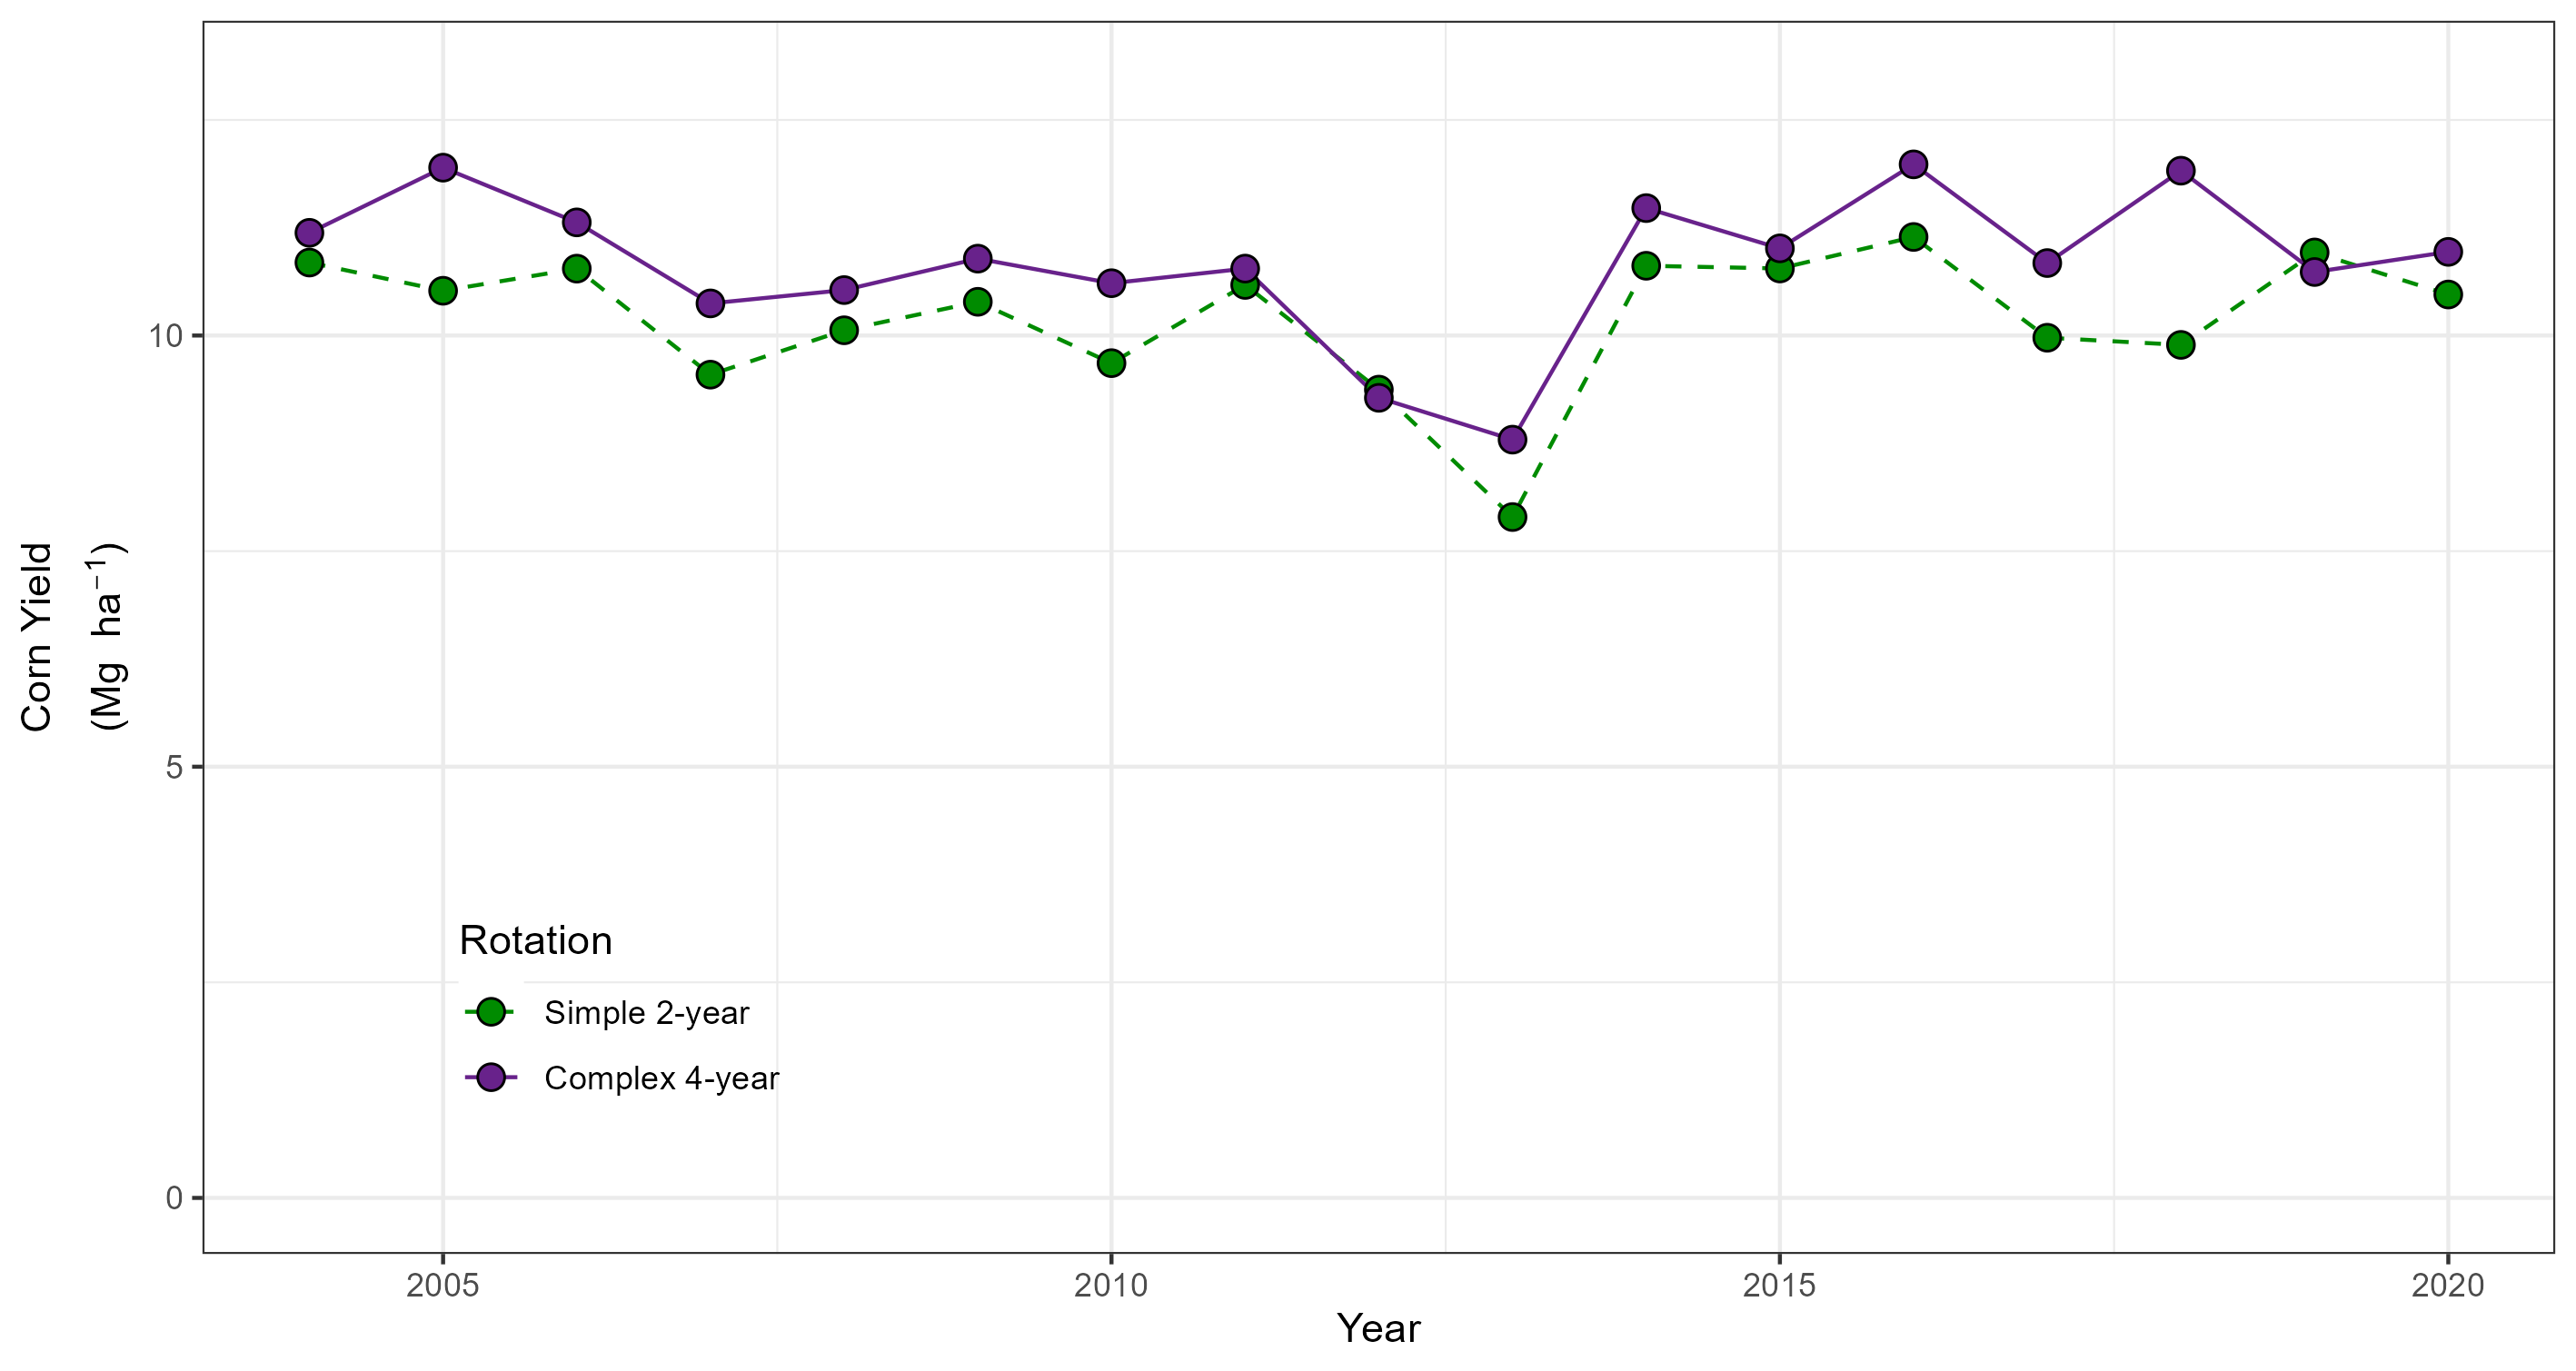 Corn Yield
(Mg ha⁻¹)
10
5
0
Rotation
Simple 2-year
Complex 4-year
2005
2010
2015
2020
Year